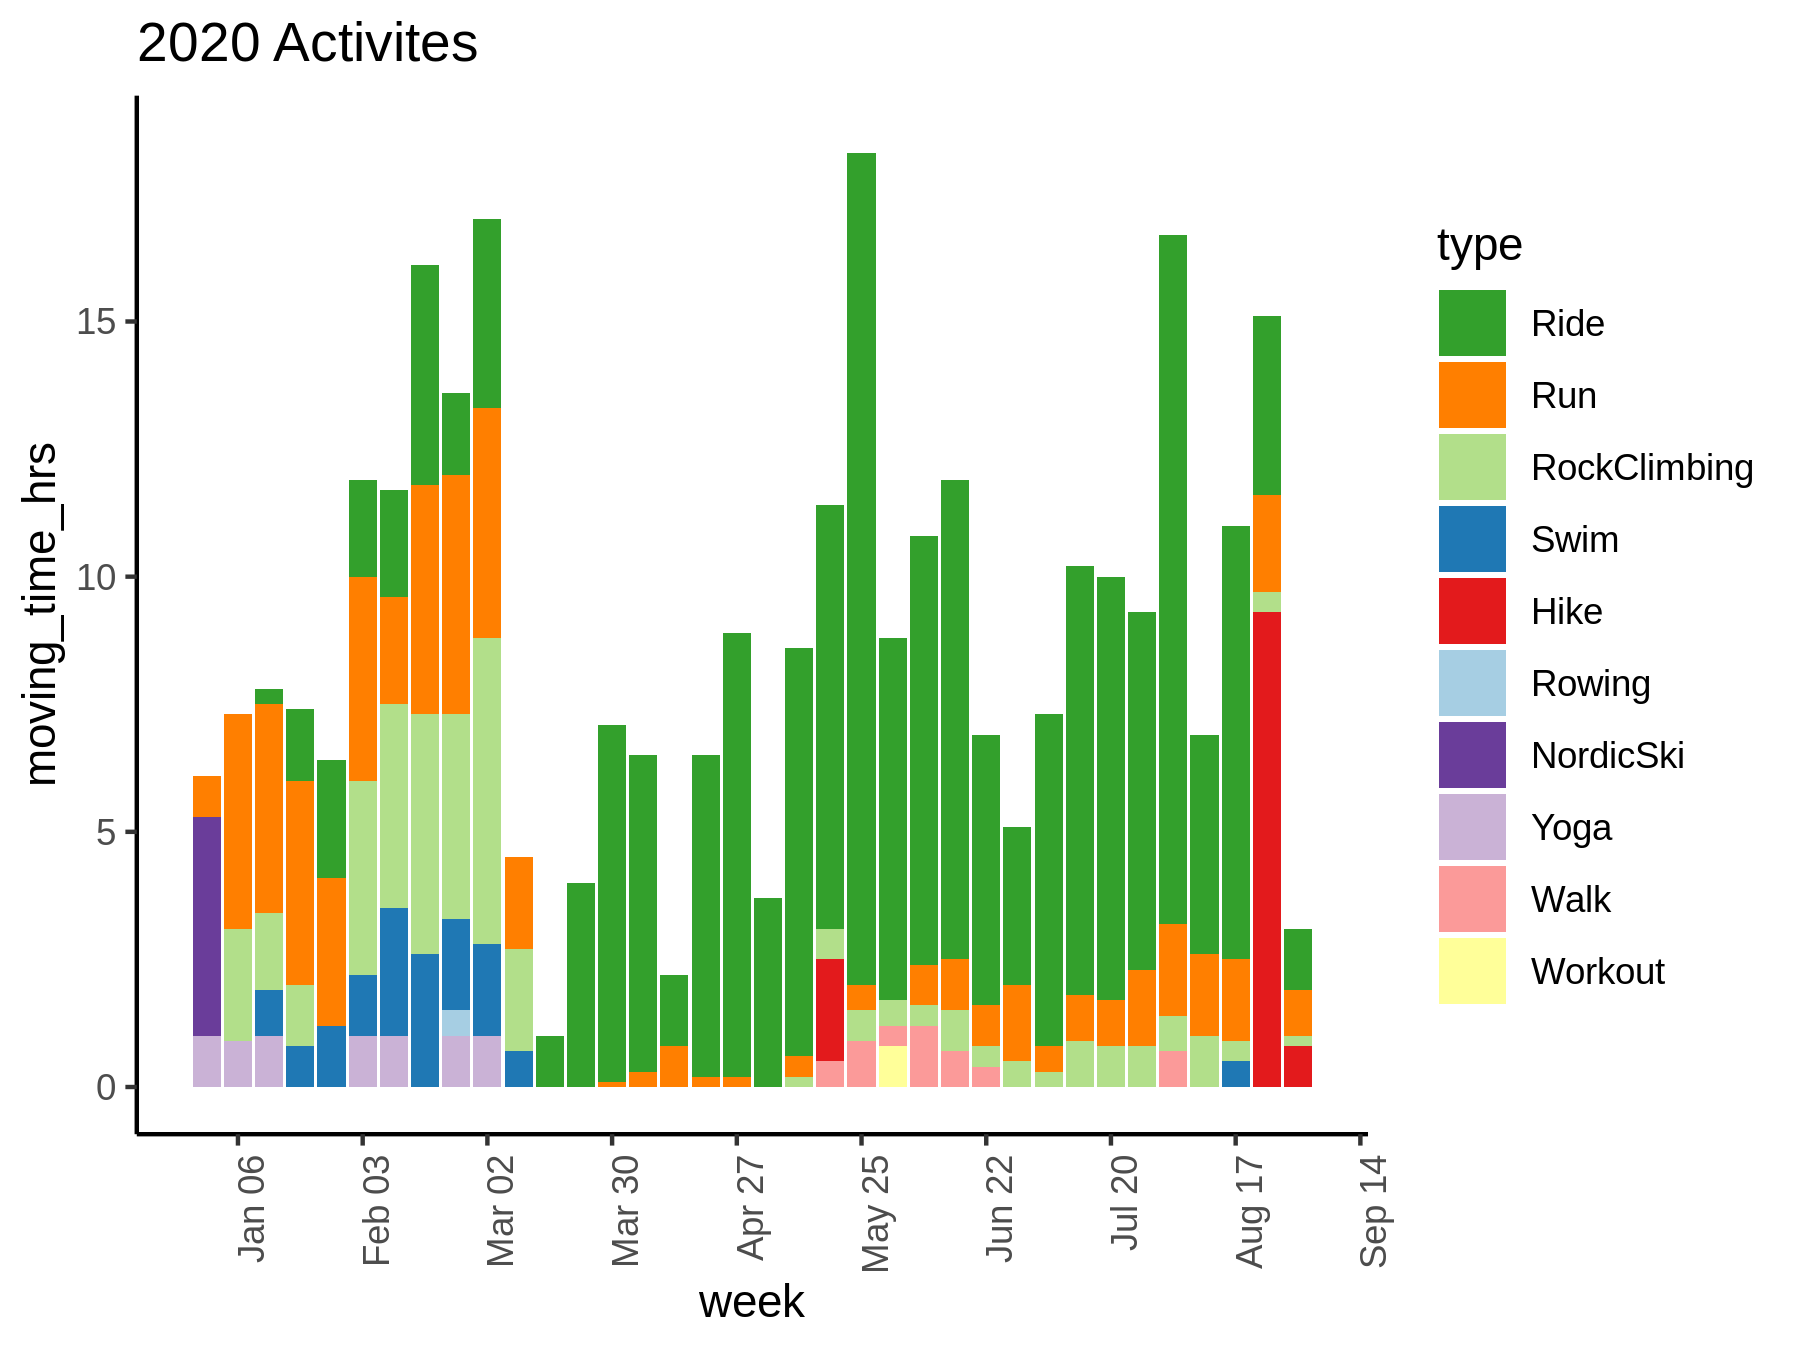 2020 Activites
moving_time_hrs
15
10
5
0
Jan 06
Feb 03
Mar 02
Mar 30
Apr 27
May 25
Jun 22
Jul 20
Aug 17
Sep 14
week
type
Ride
Run
RockClimbing
Swim
Hike
Rowing
NordicSki
Yoga
Walk
Workout